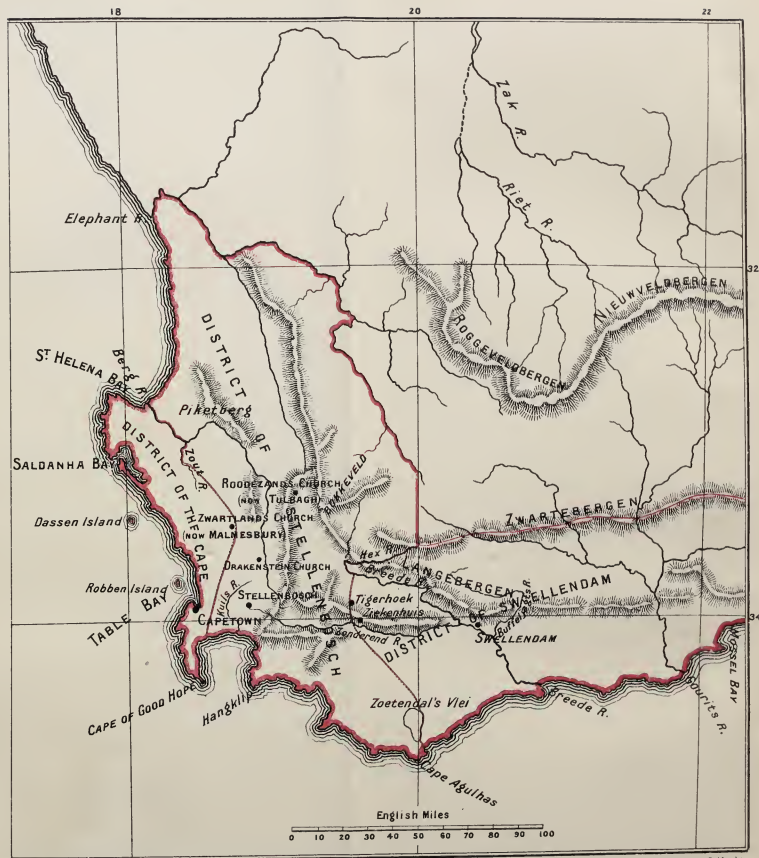 18 20 22
Zak R.
Riet R.
Elephant R.
32
NIEUWVELDBERGEN
ROGGEVELDBERGEN
DISTRICT OF STELLENBOSCH
ST HELENA BAY
Berg R.
Piketberg
DISTRICT OF THE CAPE
Zout R.
SALDANHA BAY
BOKKEVELD
ROODEZANDS CHURCH
(NOW TULBAGH)
ZWARTEBERGEN
Dassen Island
ZWARTLANDS CHURCH
(NOW MALMESBURY)
Hex R.
DRAKENSTEIN CHURCH
LANGEBERGEN
Breede R.
Robben Island
Kuils R.
STELLENBOSCH
Tigerhoek
DISTRICT OF SWELLENDAM
TABLE BAY
CAPETOWN
Ziekenhuis
34
SWELLENDAM
MOSSEL BAY
CAPE OF GOOD HOPE
Hangklip
Zoetendal's Vlei
Breede R.
Gourits R.
Cape Agulhas
English Miles
0 10 20 30 40 50 60 70 80 90 100